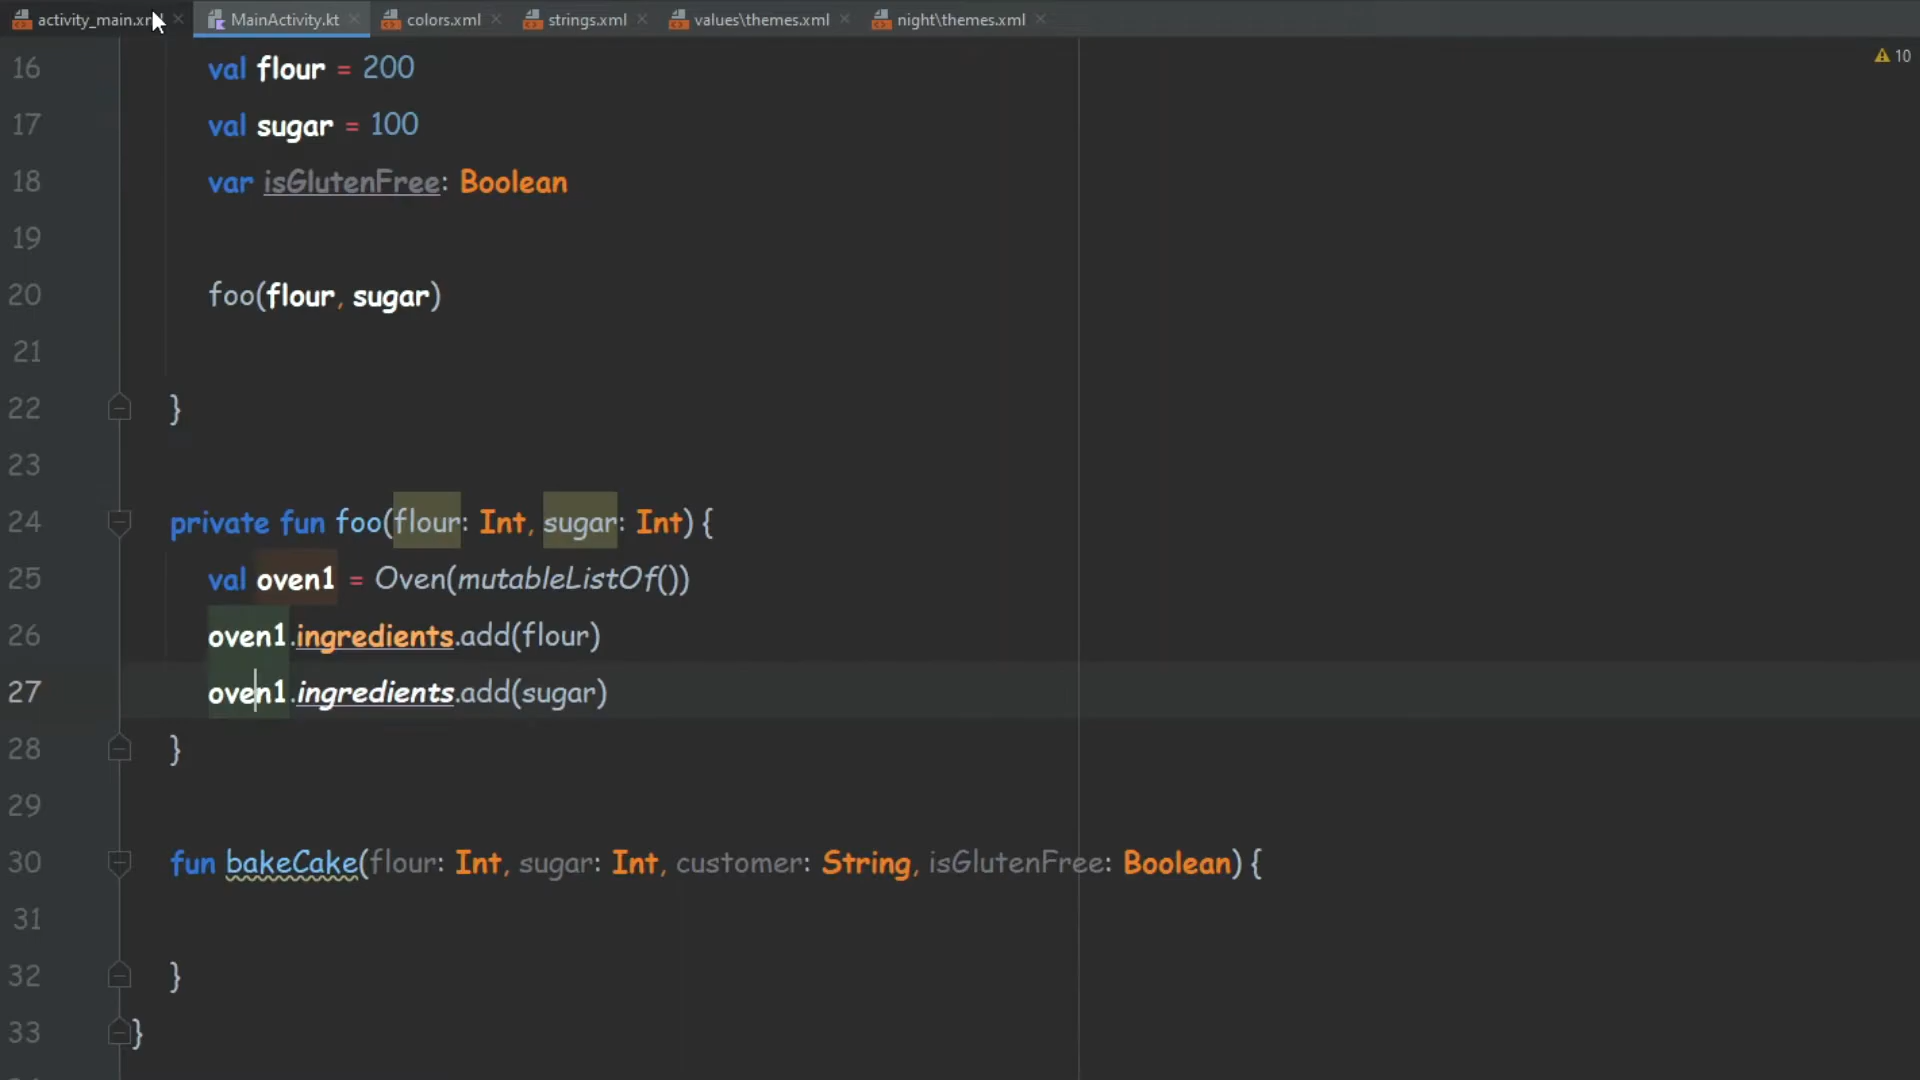 activity_main.xml MainActivity.kt colors.xml strings.xml values\themes.xml night\themes.xml
10
16 val flour = 200
17 val sugar = 100
18 var isGlutenFree: Boolean
19
20 foo(flour, sugar)
21
22 }
23
24 private fun foo(flour: Int, sugar: Int) {
25 val oven1 = Oven(mutableListOf())
26 oven1.ingredients.add(flour)
27 oven1.ingredients.add(sugar)
28 }
29
30 fun bakeCake(flour: Int, sugar: Int, customer: String, isGlutenFree: Boolean) {
31
32 }
33 }